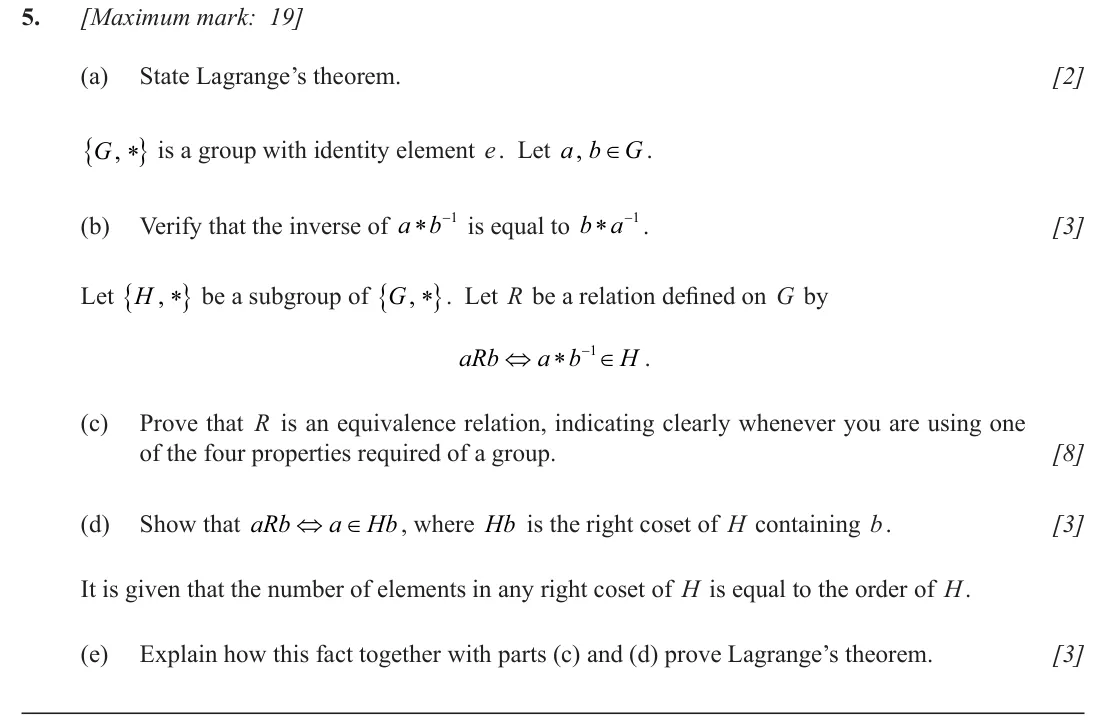 5. [Maximum mark: 19]
(a) State Lagrange’s theorem. [2]
{G, ∗} is a group with identity element e. Let a, b ∈ G.
(b) Verify that the inverse of a ∗ b⁻¹ is equal to b ∗ a⁻¹. [3]
Let {H, ∗} be a subgroup of {G, ∗}. Let R be a relation defined on G by
aRb ⇔ a ∗ b⁻¹ ∈ H.
(c) Prove that R is an equivalence relation, indicating clearly whenever you are using one
of the four properties required of a group. [8]
(d) Show that aRb ⇔ a ∈ Hb, where Hb is the right coset of H containing b. [3]
It is given that the number of elements in any right coset of H is equal to the order of H.
(e) Explain how this fact together with parts (c) and (d) prove Lagrange’s theorem. [3]